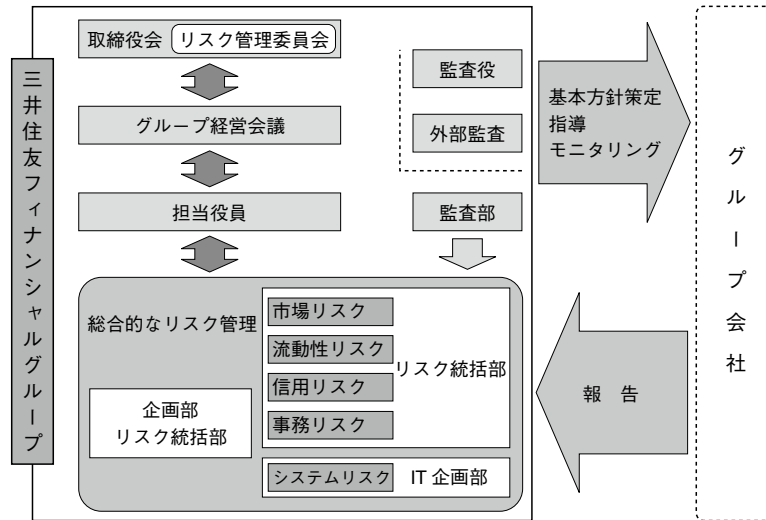 三井住友フィナンシャルグループ
取締役会 リスク管理委員会
グループ経営会議
担当役員
監査役
外部監査
監査部
総合的なリスク管理
企画部
リスク統括部
市場リスク
流動性リスク
信用リスク
事務リスク
リスク統括部
システムリスク IT 企画部
基本方針策定
指導
モニタリング
報 告
グループ会社